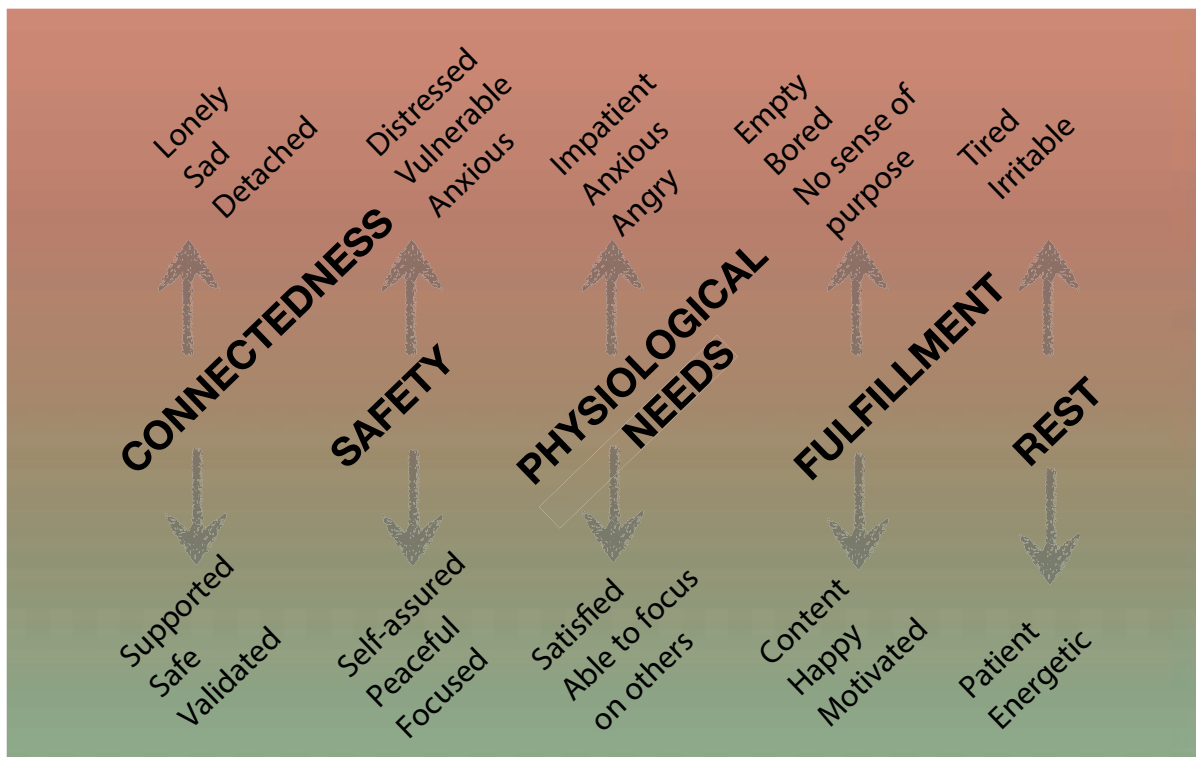 Lonely
Sad
Detached
Distressed
Vulnerable
Anxious
Impatient
Anxious
Angry
Empty
Bored
No sense of
purpose
Tired
Irritable
CONNECTEDNESS
SAFETY
PHYSIOLOGICAL
NEEDS
FULFILLMENT
REST
Supported
Safe
Validated
Self-assured
Peaceful
Focused
Satisfied
Able to focus
on others
Content
Happy
Motivated
Patient
Energetic